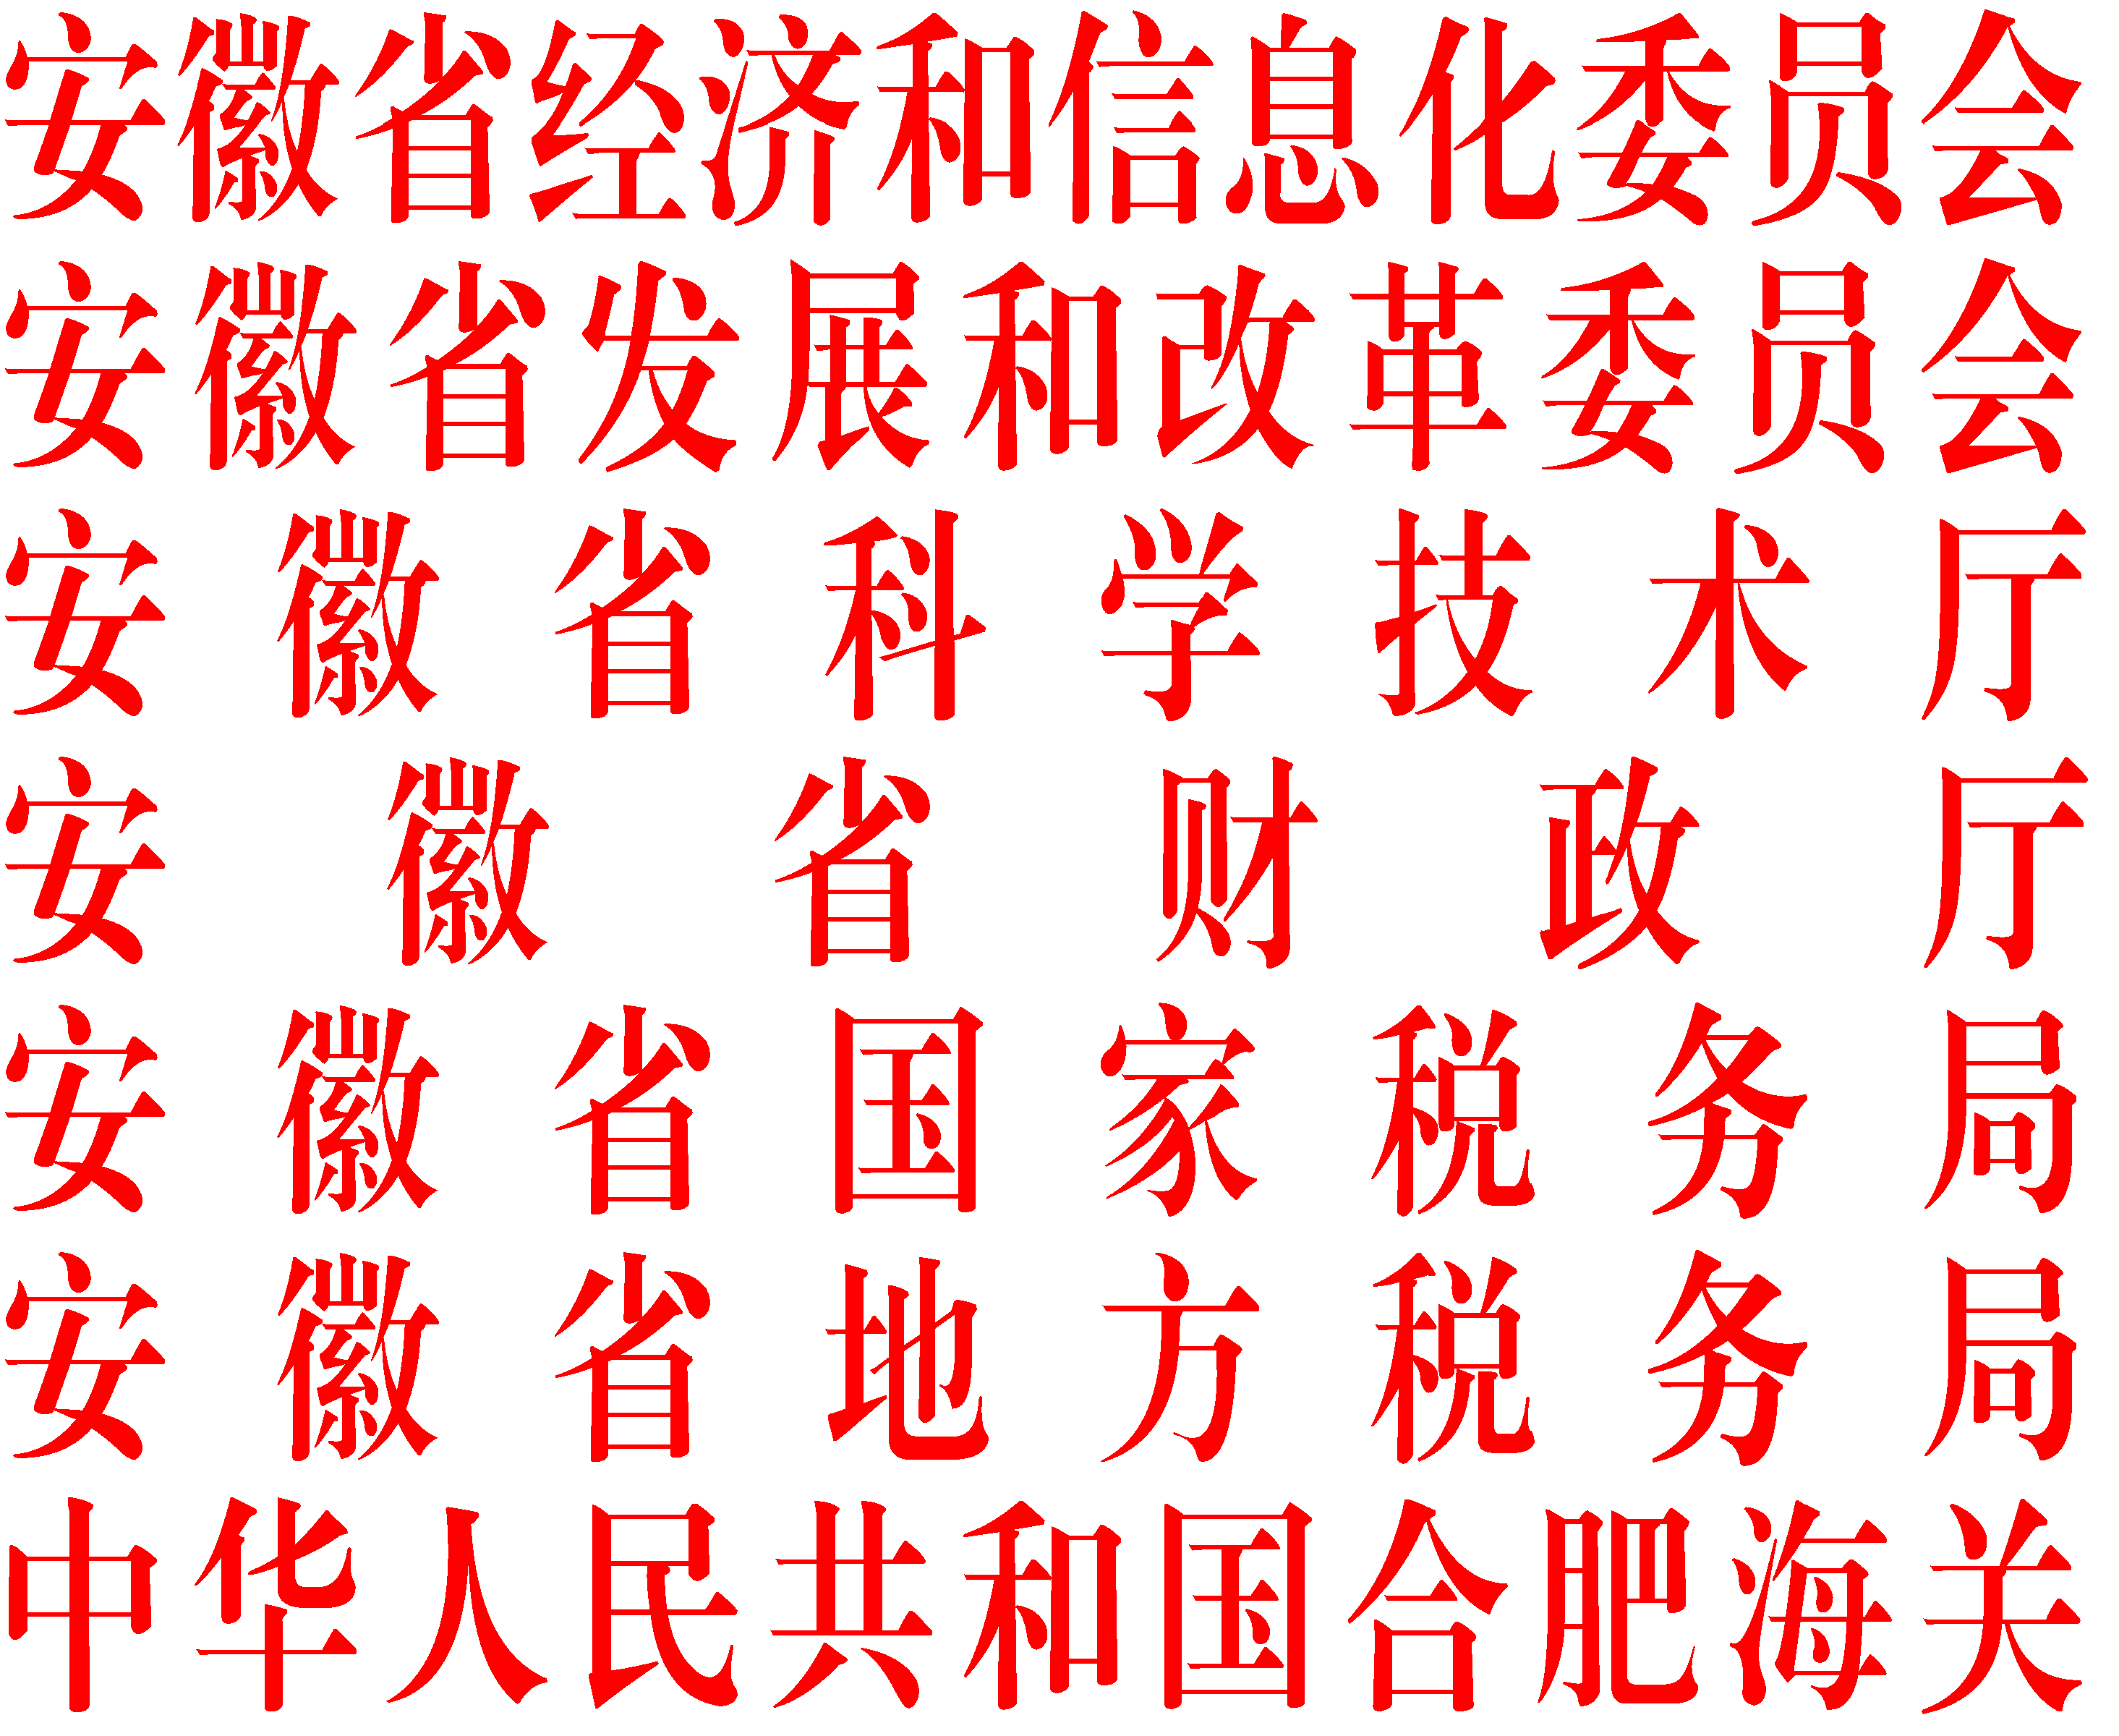 安徽省经济和信息化委员会
安徽省发展和改革委员会
安徽省科学技术厅
安徽省财政厅
安徽省国家税务局
安徽省地方税务局
中华人民共和国合肥海关